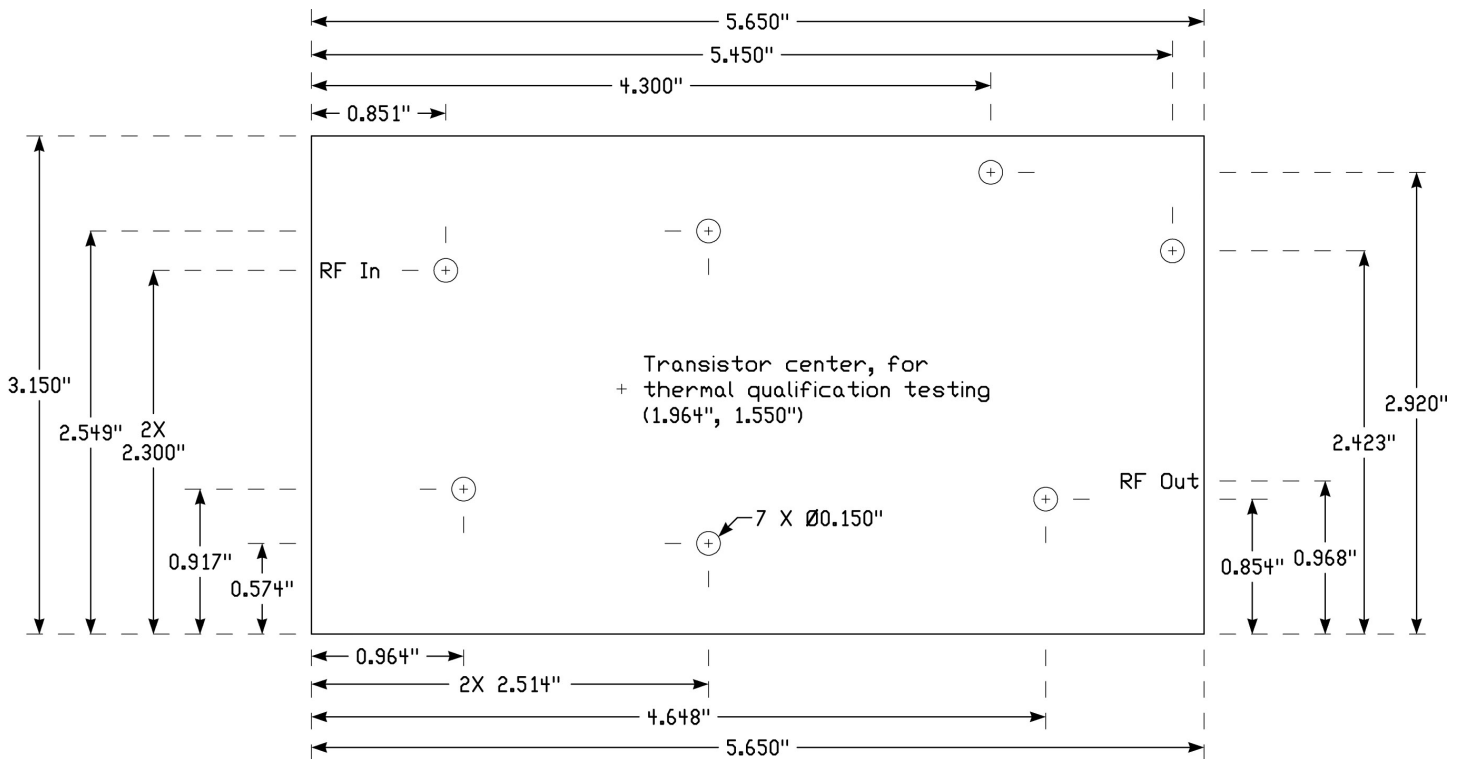 5.650"
5.450"
4.300"
0.851"
RF In
3.150"
Transistor center, for
thermal qualification testing
(1.964", 1.550")
2.920"
2.549"
2X
2.300"
2.423"
RF Out
7 X Ø0.150"
0.917"
0.574"
0.854"
0.968"
0.964"
2X 2.514"
4.648"
5.650"